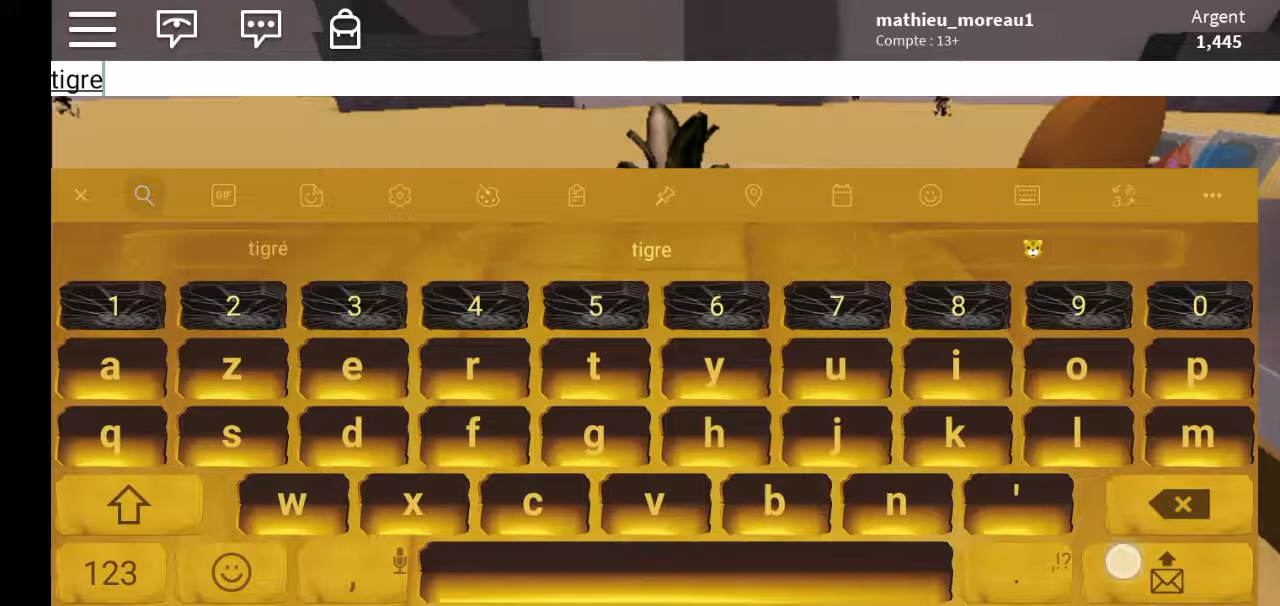 mathieu_moreau1
Compte : 13+
Argent
1,445
tigre
GIF
tigré
tigre
1 2 3 4 5 6 7 8 9 0
a z e r t y u i o p
q s d f g h j k l m
w x c v b n '
123 , . ,!?